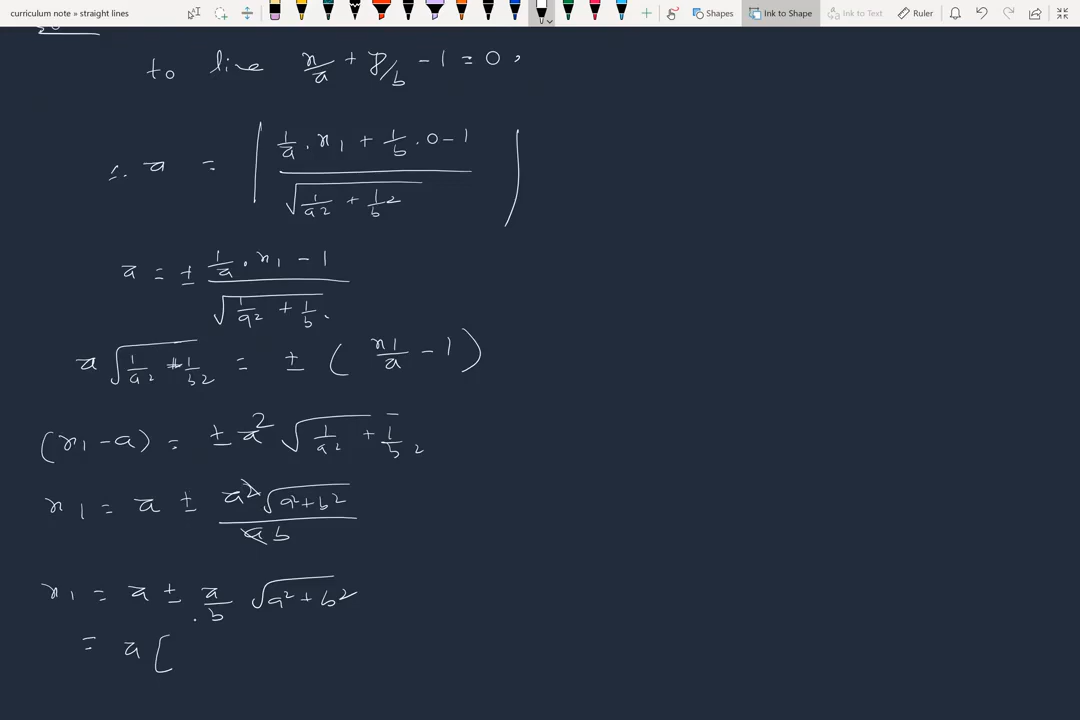 curriculum note » straight lines
Shapes Ink to Shape Ink to Text Ruler
to line x/a + y/b - 1 = 0,
∴ a = | (1/a · x₁ + 1/b · 0 - 1) / √(1/a² + 1/b²) |
a = ± (1/a · x₁ - 1) / √(1/a² + 1/b.)
a √(1/a² + 1/b²) = ± ( x₁/a - 1 )
(x₁ - a) = ± a² √(1/a² + 1/b²)
x₁ = a ± a² √(a² + b²) / ab
x₁ = a ± a/b √(a² + b²)
= a [